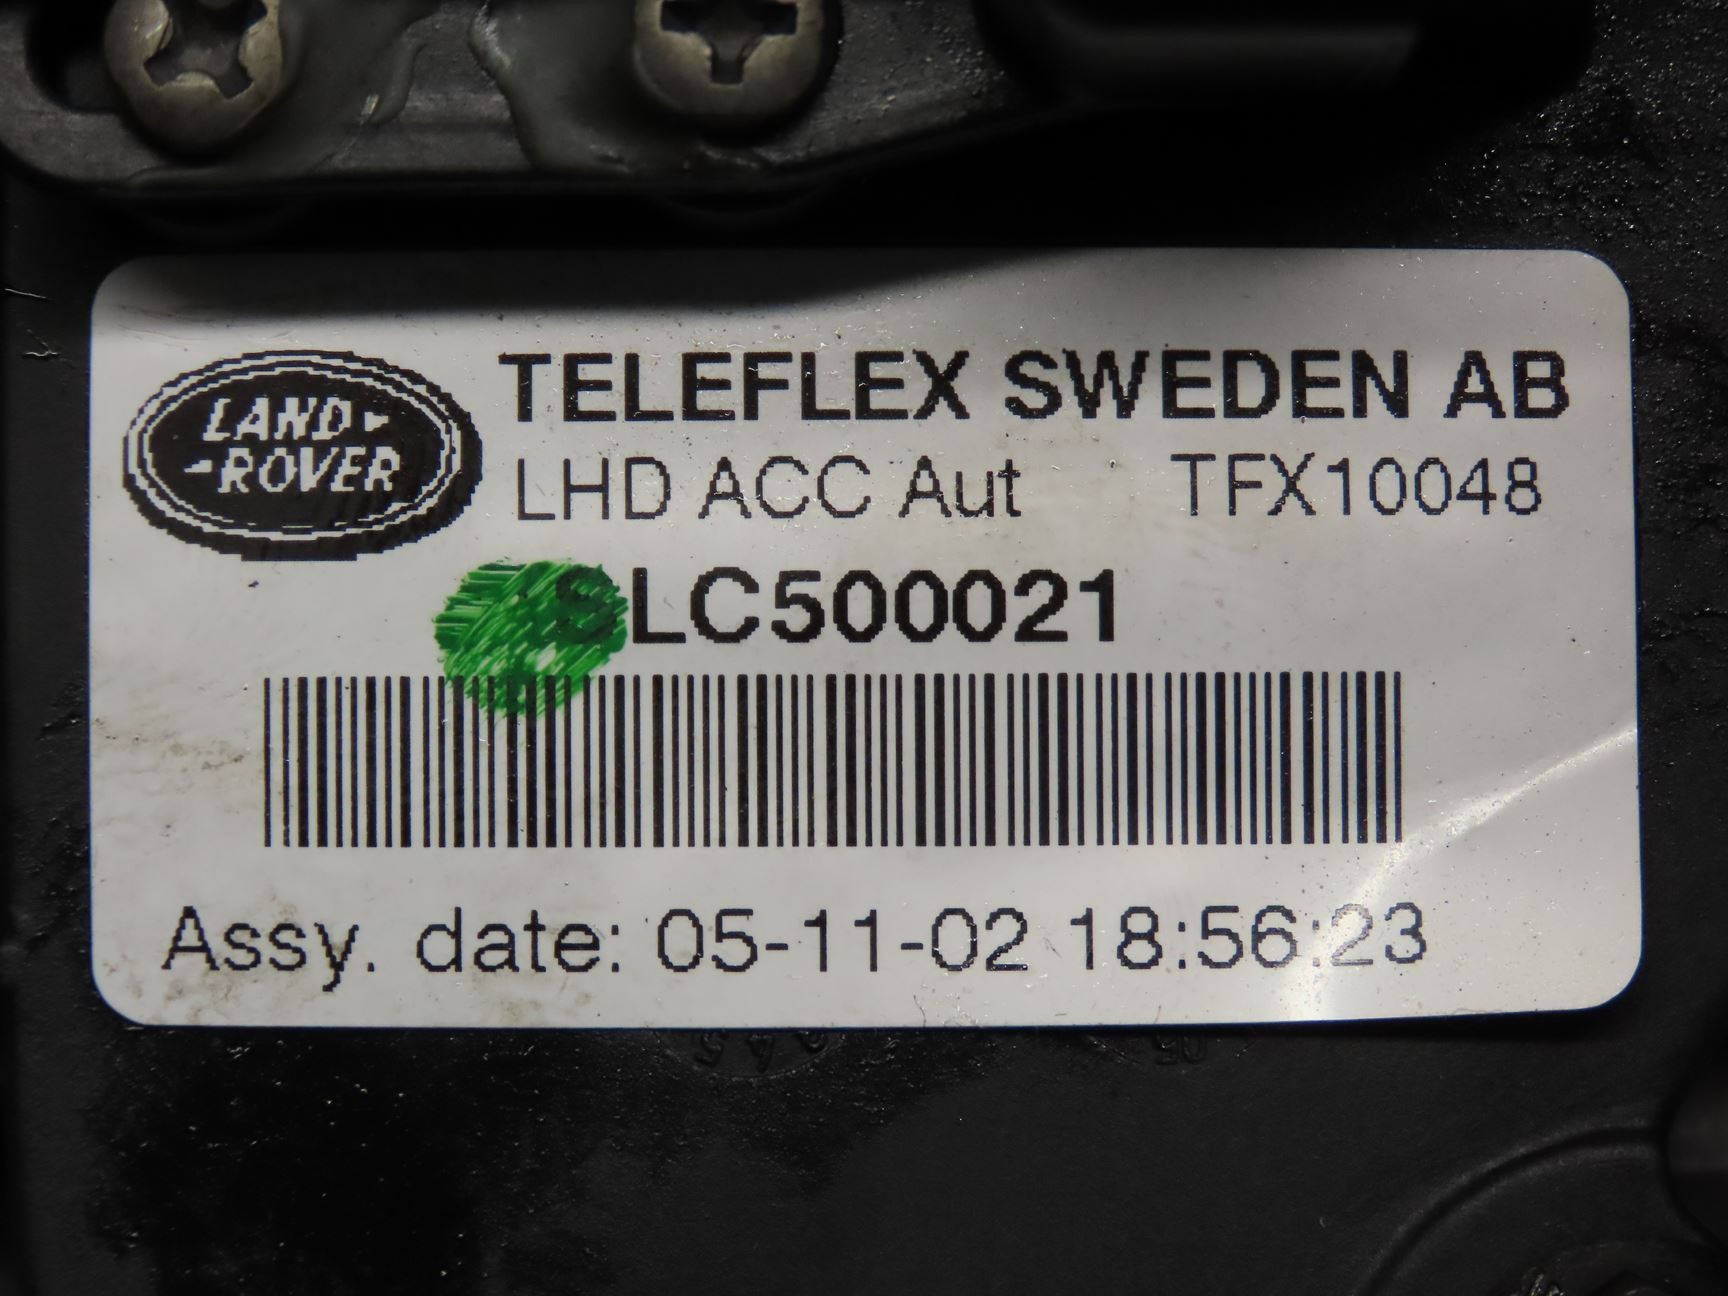 LAND
ROVER
TELEFLEX SWEDEN AB
LHD ACC Aut TFX10048
SLC500021
Assy. date: 05-11-02 18:56:23